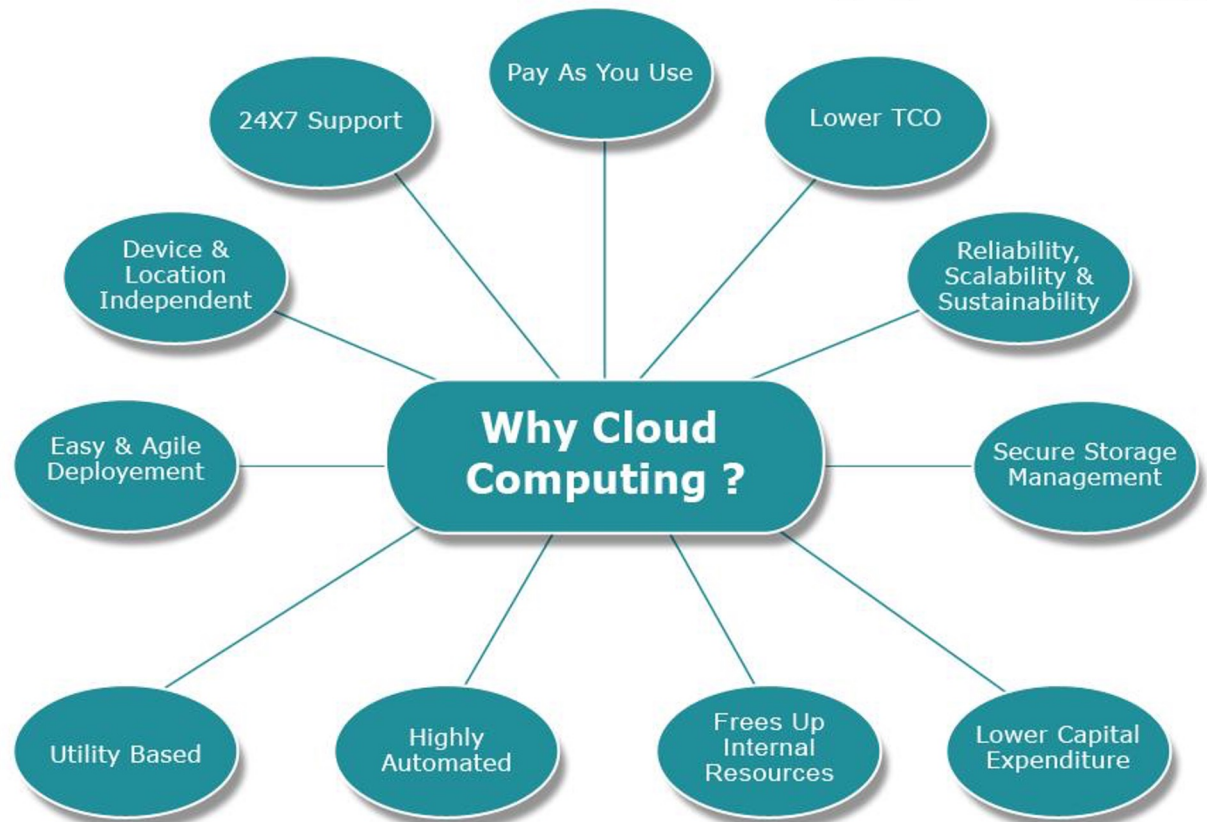 Pay As You Use
24X7 Support
Lower TCO
Device &
Location
Independent
Reliability,
Scalability &
Sustainability
Why Cloud
Computing ?
Easy & Agile
Deployement
Secure Storage
Management
Utility Based
Highly
Automated
Frees Up
Internal
Resources
Lower Capital
Expenditure